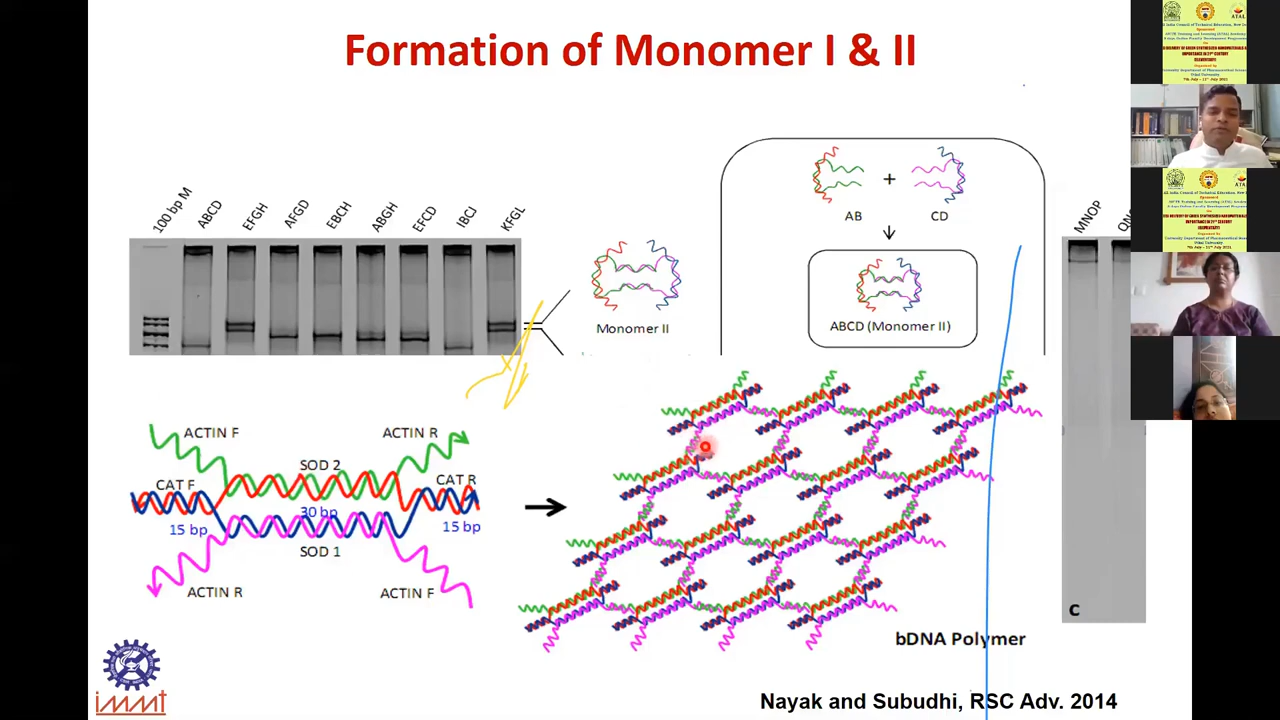 Formation of Monomer I & II
100 bp M
ABCD
EFGH
AFGD
EBCH
ABGH
EFCD
IBCJ
KFGL
Monomer II
AB + CD
ABCD (Monomer II)
MNOP
ACTIN F
ACTIN R
SOD 2
CAT F
CAT R
30 bp
15 bp
15 bp
SOD 1
ACTIN R
ACTIN F
bDNA Polymer
c
immt
Nayak and Subudhi, RSC Adv. 2014